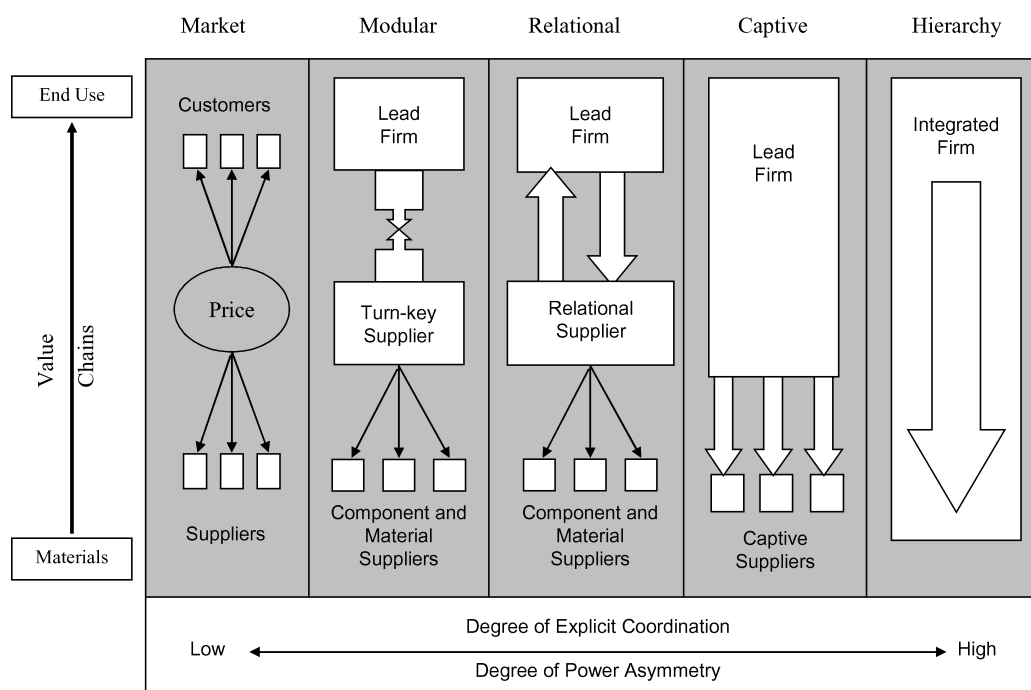 Market
Modular
Relational
Captive
Hierarchy
End Use
Value
Chains
Materials
Customers
Price
Suppliers
Lead
Firm
Turn-key
Supplier
Component and
Material
Suppliers
Lead
Firm
Relational
Supplier
Component and
Material
Suppliers
Lead
Firm
Captive
Suppliers
Integrated
Firm
Degree of Explicit Coordination
Low
High
Degree of Power Asymmetry